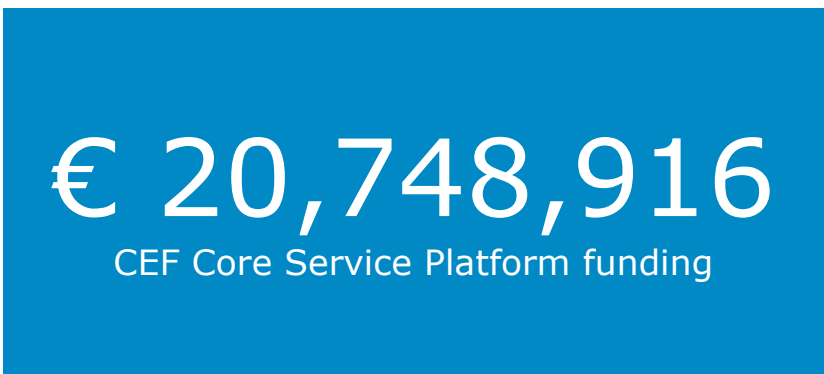 € 20,748,916
CEF Core Service Platform funding